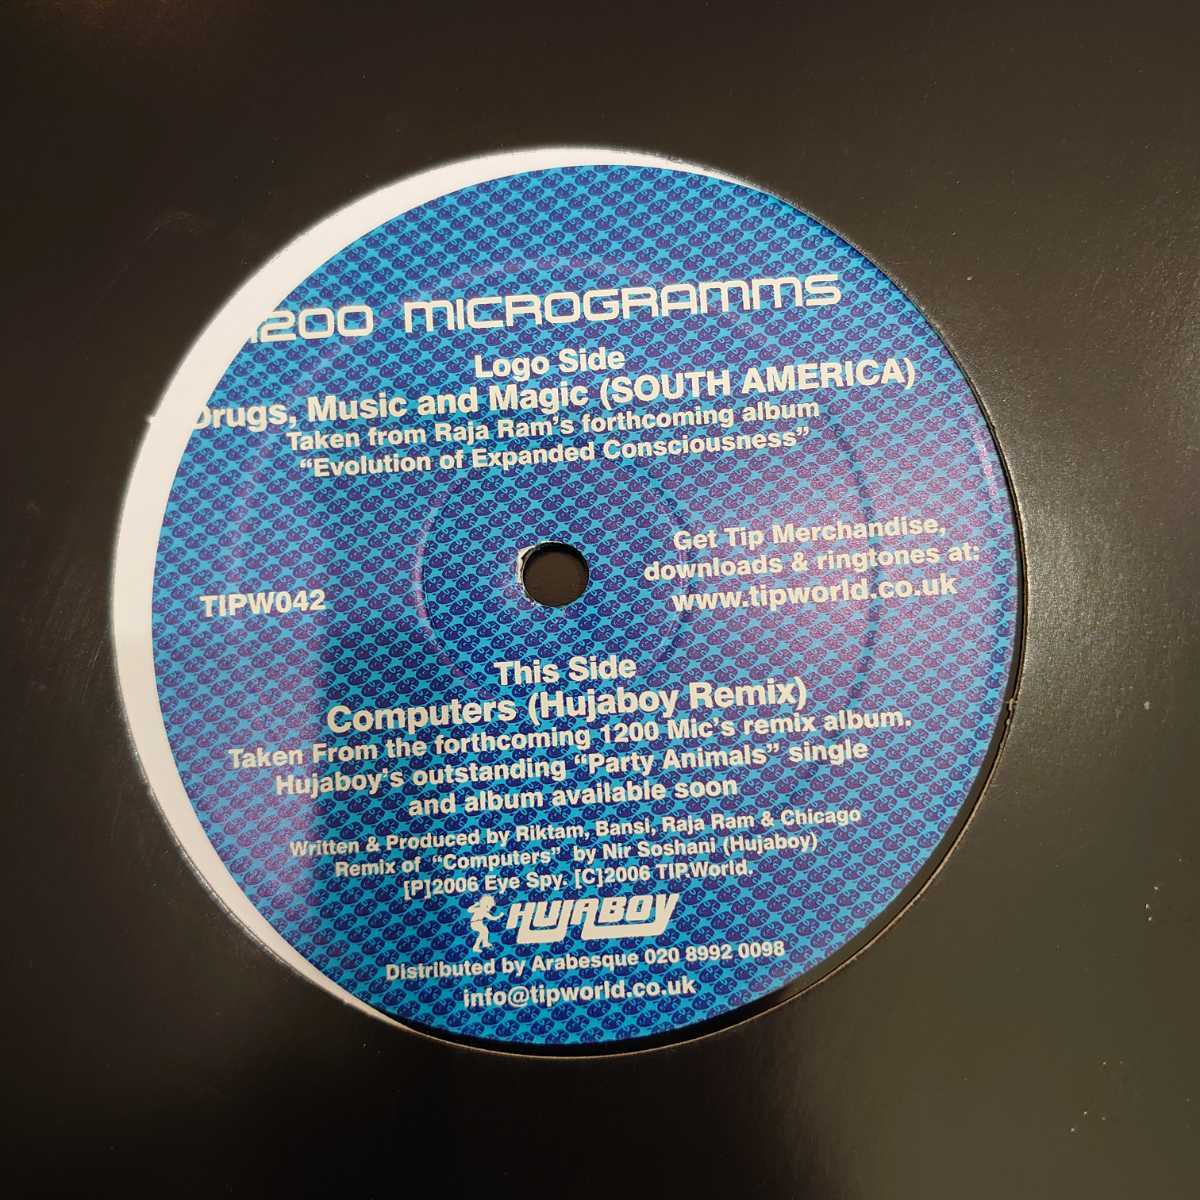 1200 MICROGRAMMS
Logo Side
Drugs, Music and Magic (SOUTH AMERICA)
Taken from Raja Ram's forthcoming album
“Evolution of Expanded Consciousness”
Get Tip Merchandise,
downloads & ringtones at:
www.tipworld.co.uk
TIPW042
This Side
Computers (Hujaboy Remix)
Taken From the forthcoming 1200 Mic's remix album.
Hujaboy's outstanding “Party Animals” single
and album available soon
Written & Produced by Riktam, Bansi, Raja Ram & Chicago
Remix of “Computers” by Nir Soshani (Hujaboy)
[P]2006 Eye Spy. [C]2006 TIP.World.
HUJABOY
Distributed by Arabesque 020 8992 0098
info@tipworld.co.uk